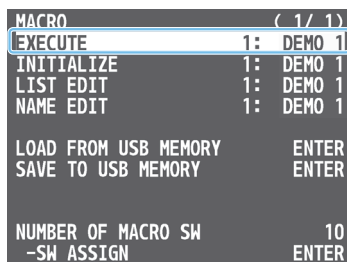 MACRO ( 1/ 1)
EXECUTE 1: DEMO 1
INITIALIZE 1: DEMO 1
LIST EDIT 1: DEMO 1
NAME EDIT 1: DEMO 1
LOAD FROM USB MEMORY ENTER
SAVE TO USB MEMORY ENTER
NUMBER OF MACRO SW 10
-SW ASSIGN ENTER